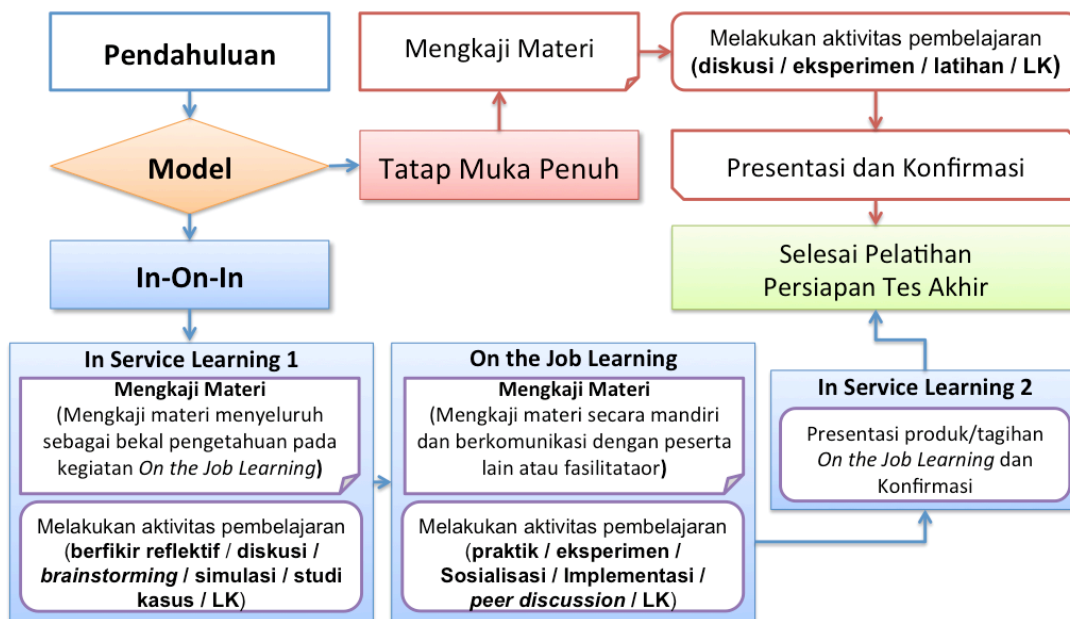 Pendahuluan
Model
Tatap Muka Penuh
Mengkaji Materi
Melakukan aktivitas pembelajaran
(diskusi / eksperimen / latihan / LK)
Presentasi dan Konfirmasi
Selesai Pelatihan
Persiapan Tes Akhir
In-On-In
In Service Learning 1
Mengkaji Materi
(Mengkaji materi menyeluruh
sebagai bekal pengetahuan pada
kegiatan On the Job Learning)
Melakukan aktivitas pembelajaran
(berfikir reflektif / diskusi /
brainstorming / simulasi / studi
kasus / LK)
On the Job Learning
Mengkaji Materi
(Mengkaji materi secara mandiri
dan berkomunikasi dengan peserta
lain atau fasilitataor)
Melakukan aktivitas pembelajaran
(praktik / eksperimen /
Sosialisasi / Implementasi /
peer discussion / LK)
In Service Learning 2
Presentasi produk/tagihan
On the Job Learning dan
Konfirmasi